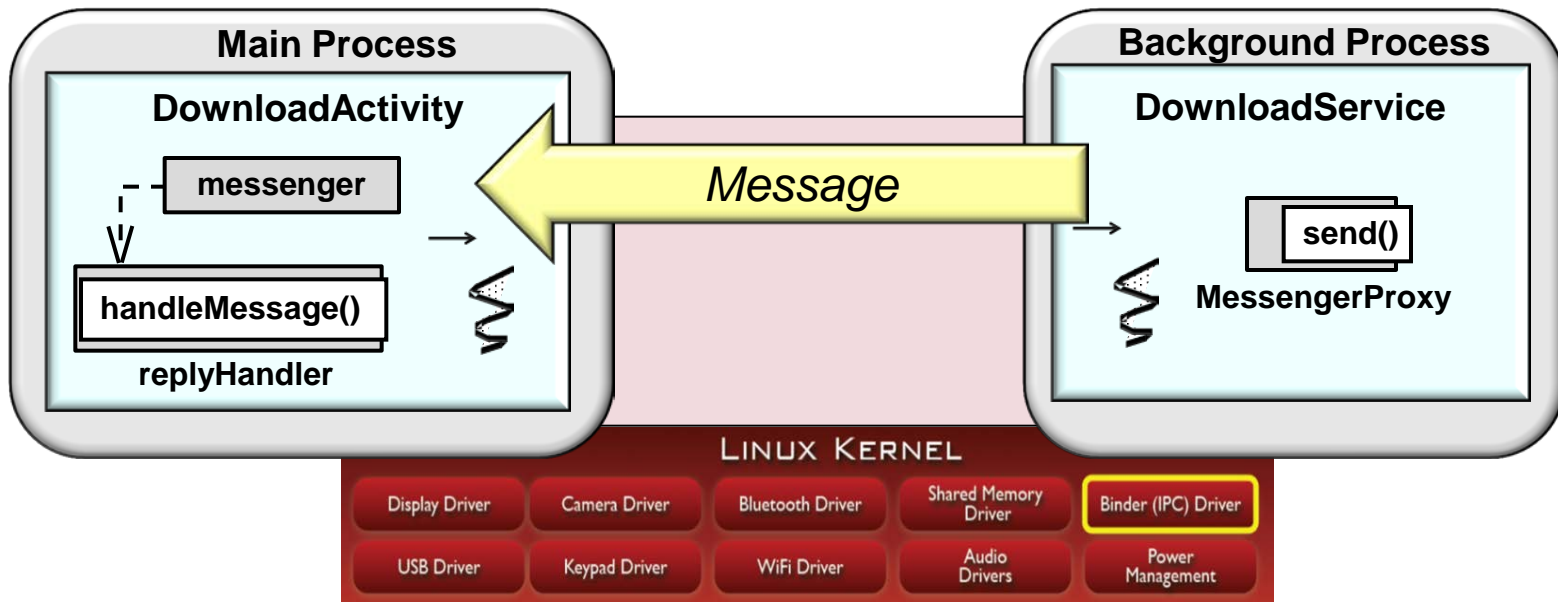 Main Process
Background Process
DownloadActivity
DownloadService
messenger
Message
send()
handleMessage()
MessengerProxy
replyHandler
LINUX KERNEL
Display Driver
Camera Driver
Bluetooth Driver
Shared Memory
Driver
Binder (IPC) Driver
USB Driver
Keypad Driver
WiFi Driver
Audio
Drivers
Power
Management